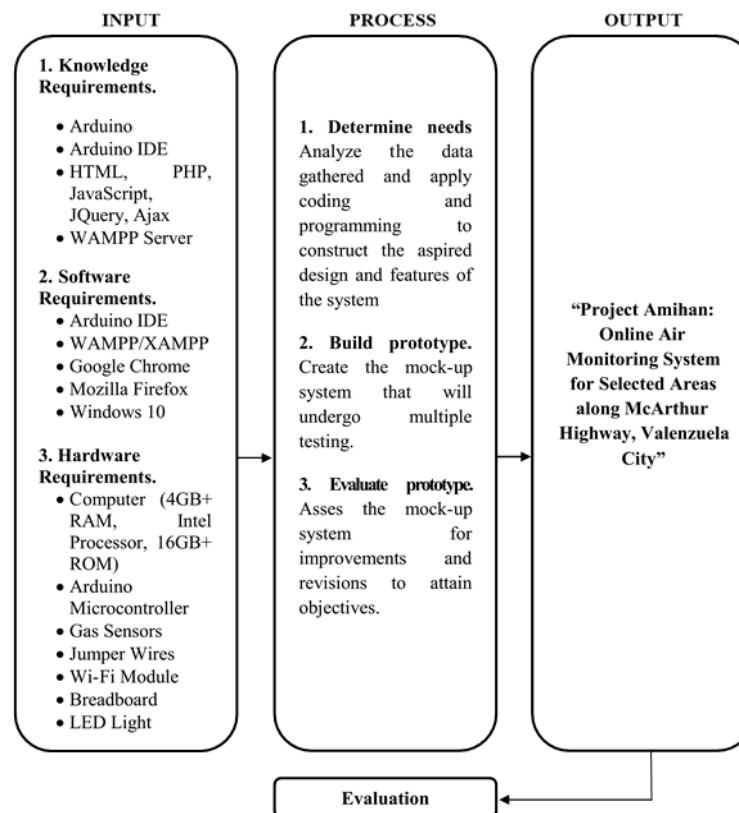 INPUT
1. Knowledge
Requirements.
• Arduino
• Arduino IDE
• HTML, PHP,
JavaScript,
JQuery, Ajax
• WAMPP Server
2. Software
Requirements.
• Arduino IDE
• WAMPP/XAMPP
• Google Chrome
• Mozilla Firefox
• Windows 10
3. Hardware
Requirements.
• Computer (4GB+
RAM, Intel
Processor, 16GB+
ROM)
• Arduino
Microcontroller
• Gas Sensors
• Jumper Wires
• Wi-Fi Module
• Breadboard
• LED Light
PROCESS
1. Determine needs
Analyze the data
gathered and apply
coding and
programming to
construct the aspired
design and features of
the system
2. Build prototype.
Create the mock-up
system that will
undergo multiple
testing.
3. Evaluate prototype.
Asses the mock-up
system for
improvements and
revisions to attain
objectives.
OUTPUT
“Project Amihan:
Online Air
Monitoring System
for Selected Areas
along McArthur
Highway, Valenzuela
City”
Evaluation